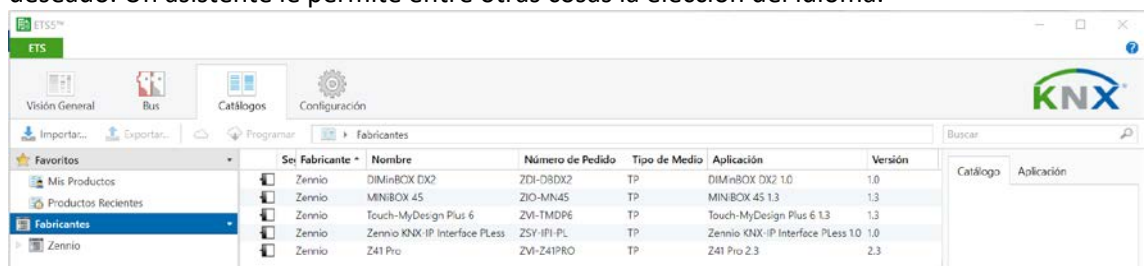 deseado. Un asistente le permite entre otras cosas la elección del idioma.
ETS5™
ETS
Visión General Bus Catálogos Configuración
KNX
Importar... Exportar... Programar Fabricantes Buscar
Favoritos Se Fabricante Nombre Número de Pedido Tipo de Medio Aplicación Versión Catálogo Aplicación
Mis Productos Zennio DIMinBOX DX2 ZDI-DBDX2 TP DIMinBOX DX2 1.0 1.0
Productos Recientes Zennio MINiBOX 45 ZIO-MN45 TP MINiBOX 45 1.3 1.3
Fabricantes Zennio Touch-MyDesign Plus 6 ZVI-TMDP6 TP Touch-MyDesign Plus 6 1.3 1.3
Zennio Zennio KNX-IP Interface PLess ZSY-IPI-PL TP Zennio KNX-IP Interface PLess 1.0 1.0
Zennio Zennio Z41 Pro ZVI-Z41PRO TP Z41 Pro 2.3 2.3